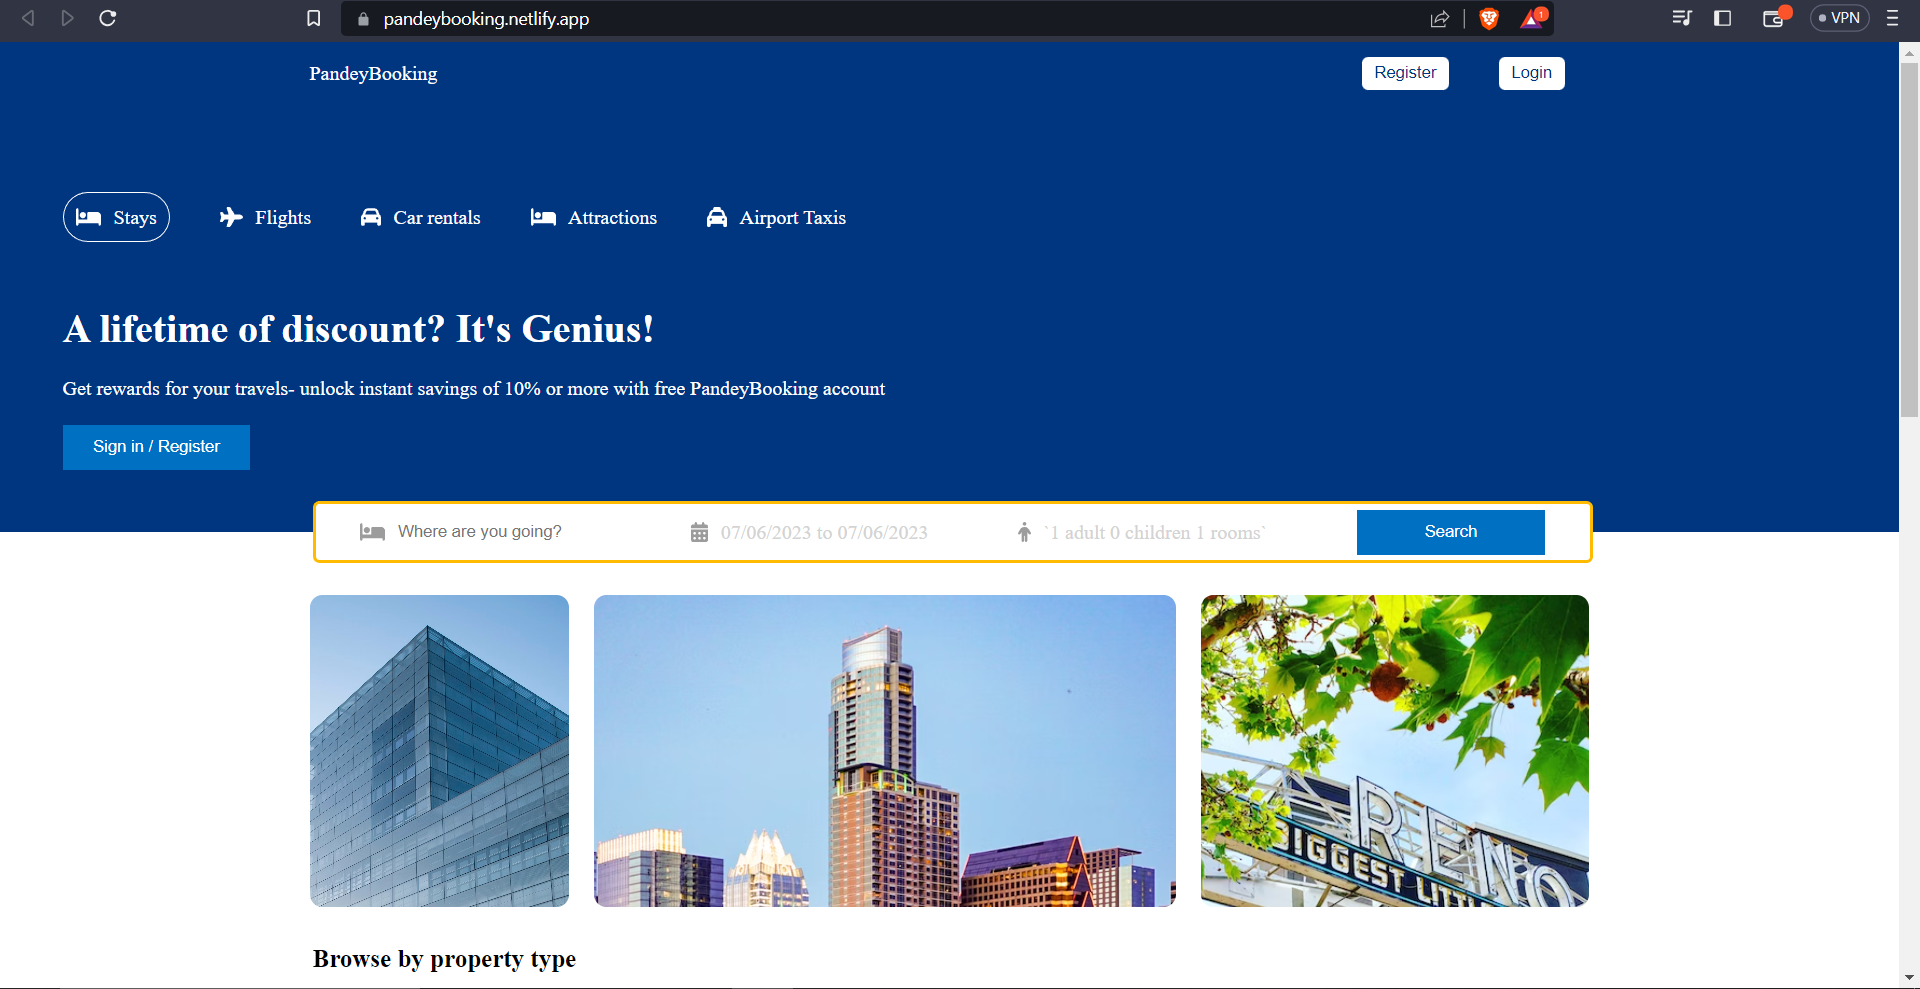 pandeybooking.netlify.app
1
VPN
PandeyBooking
Register
Login
Stays
Flights
Car rentals
Attractions
Airport Taxis
A lifetime of discount? It's Genius!
Get rewards for your travels- unlock instant savings of 10% or more with free PandeyBooking account
Sign in / Register
Where are you going?
07/06/2023 to 07/06/2023
`1 adult 0 children 1 rooms`
Search
RENO
BIGGEST LIT
Browse by property type